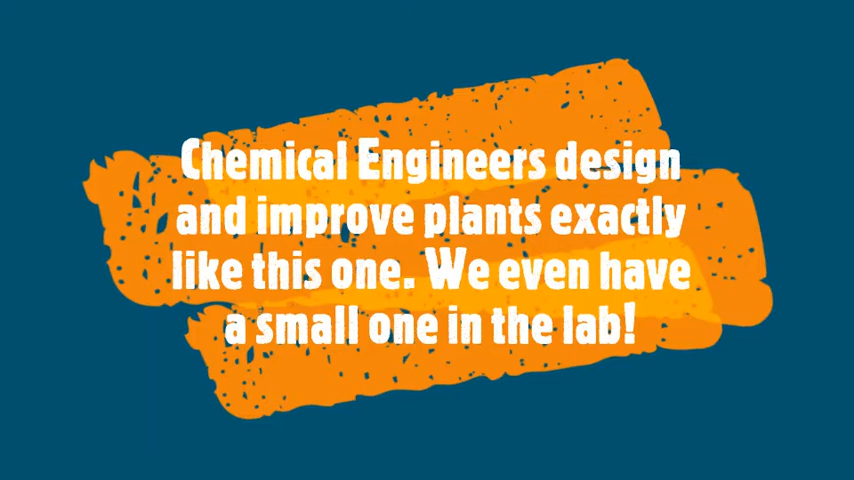 Chemical Engineers design
and improve plants exactly
like this one. We even have
a small one in the lab!